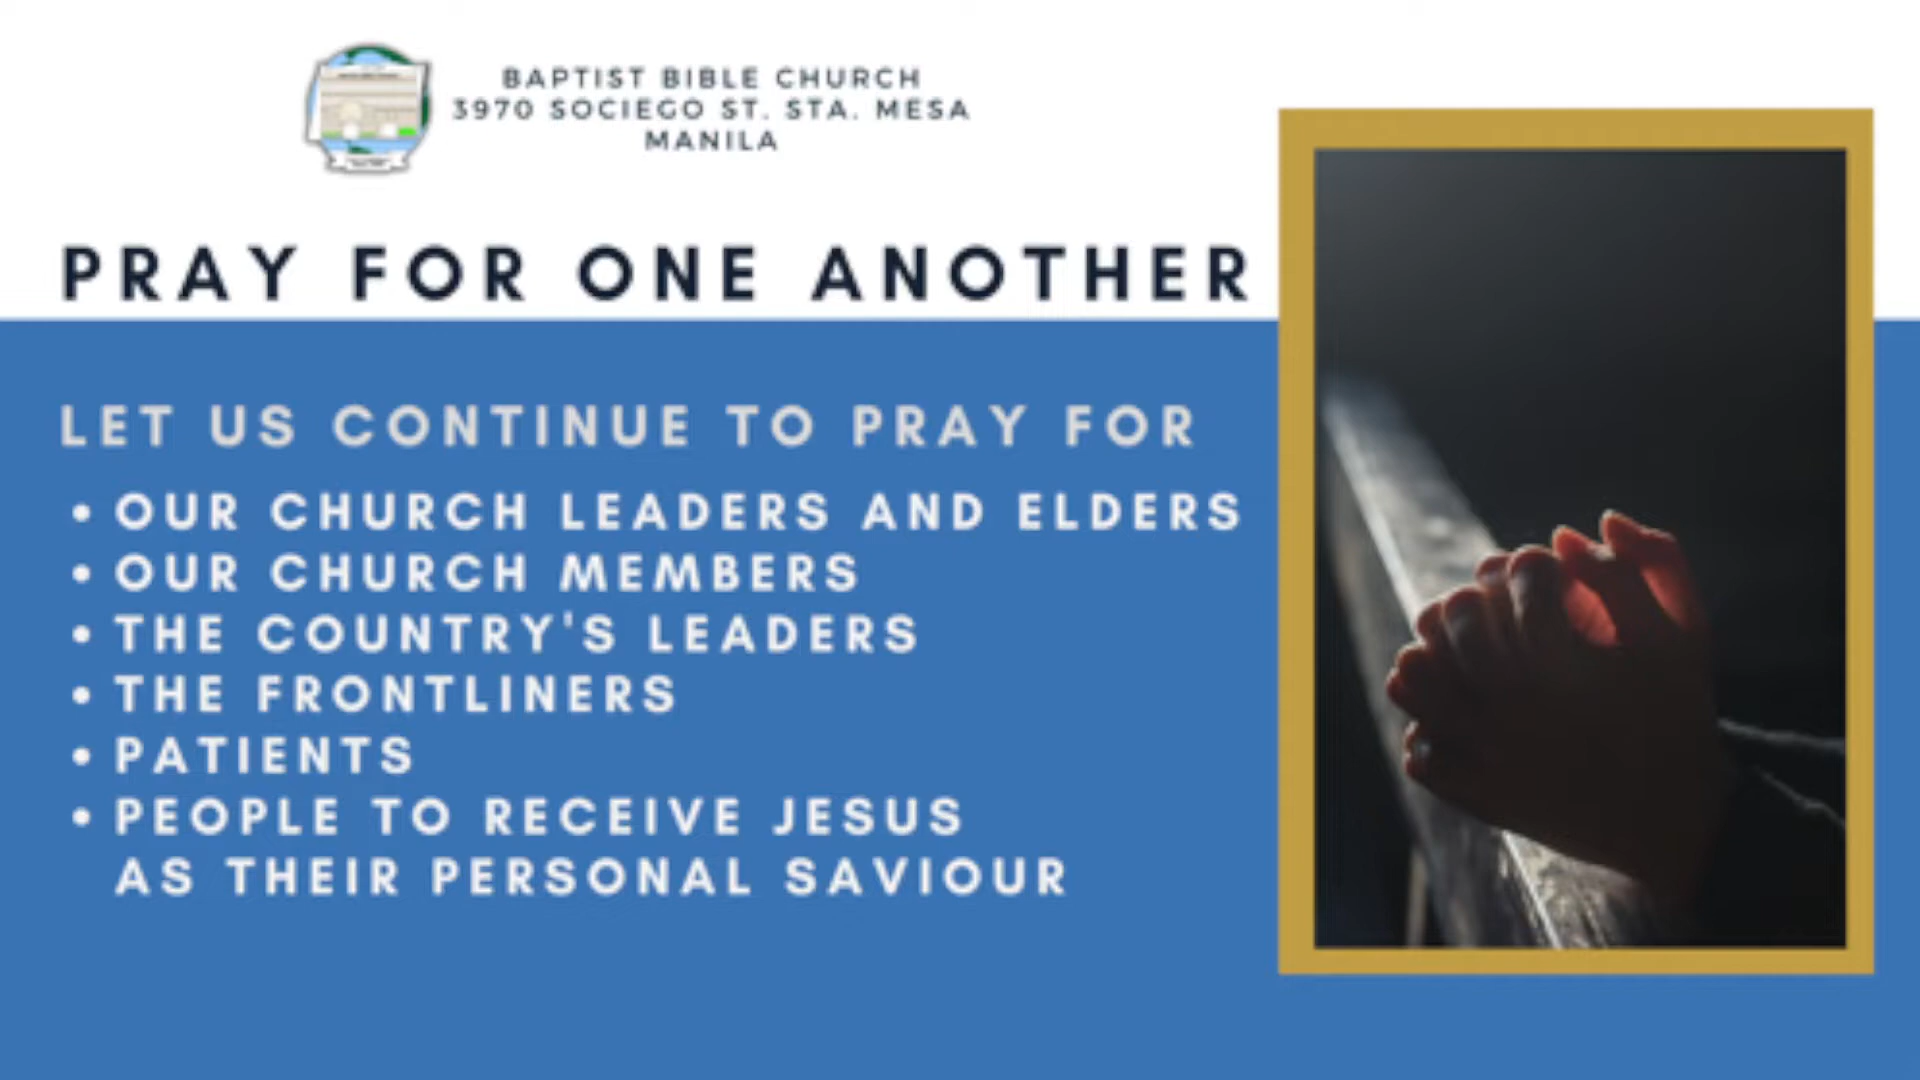 BAPTIST BIBLE CHURCH
3970 SOCIEGO ST. STA. MESA
MANILA
PRAY FOR ONE ANOTHER
LET US CONTINUE TO PRAY FOR
• OUR CHURCH LEADERS AND ELDERS
• OUR CHURCH MEMBERS
• THE COUNTRY'S LEADERS
• THE FRONTLINERS
• PATIENTS
• PEOPLE TO RECEIVE JESUS
AS THEIR PERSONAL SAVIOUR